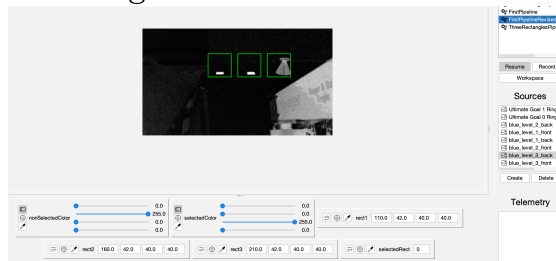 FirstPipeline
FirstPipelineRevised
ThreeRectanglesPip
Resume
Record
Workspace
Sources
Ultimate Goal 1 Ring
Ultimate Goal 0 Ring
blue_level_2_back
blue_level_1_front
blue_level_1_back
blue_level_2_front
blue_level_3_back
blue_level_3_front
Create
Delete
Telemetry
nonSelectedColor
0.0
255.0
0.0
0.0
selectedColor
0.0
0.0
255.0
0.0
rect1 110.0 42.0 40.0 40.0
rect2 160.0 42.0 40.0 40.0
rect3 210.0 42.0 40.0 40.0
selectedRect 0